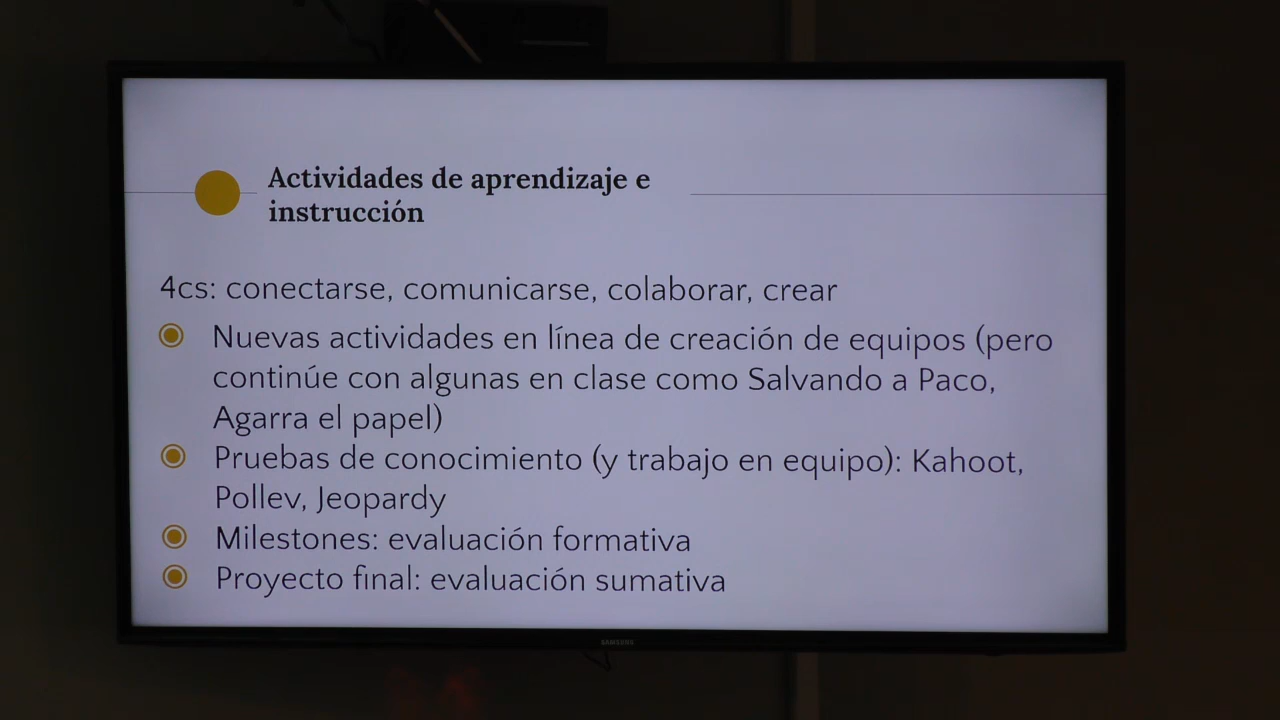 Actividades de aprendizaje e
instrucción
4cs: conectarse, comunicarse, colaborar, crear
Nuevas actividades en línea de creación de equipos (pero
continúe con algunas en clase como Salvando a Paco,
Agarra el papel)
Pruebas de conocimiento (y trabajo en equipo): Kahoot,
Pollev, Jeopardy
Milestones: evaluación formativa
Proyecto final: evaluación sumativa
SAMSUNG